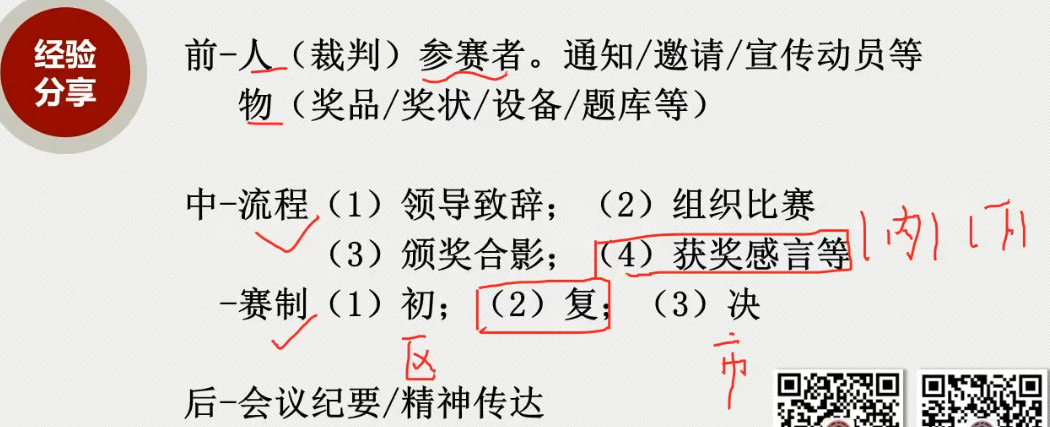 经验
分享
前-人（裁判）参赛者。通知/邀请/宣传动员等
物（奖品/奖状/设备/题库等）
中-流程（1）领导致辞；（2）组织比赛
（3）颁奖合影；（4）获奖感言等
-赛制（1）初；（2）复；（3）决
区 市
后-会议纪要/精神传达